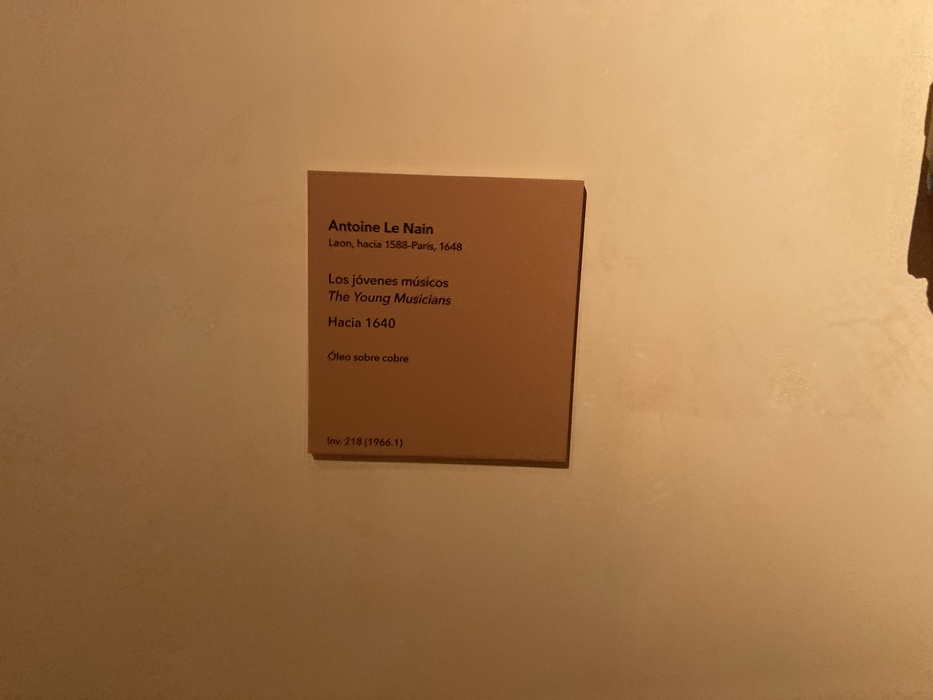 Antoine Le Nain
Laon, hacia 1588-París, 1648
Los jóvenes músicos
The Young Musicians
Hacia 1640
Óleo sobre cobre
Inv. 218 (1966.1)